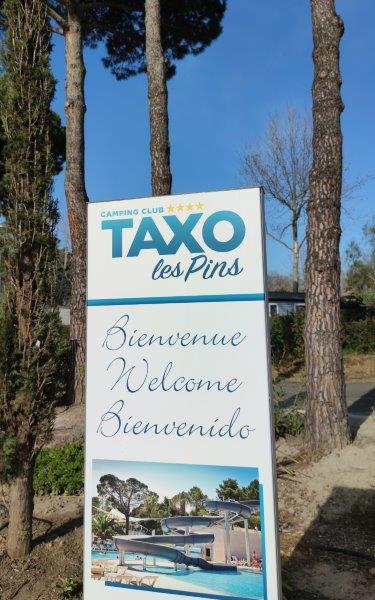 CAMPING CLUB ★★★★
TAXO
les Pins
Bienvenue
Welcome
Bienvenido